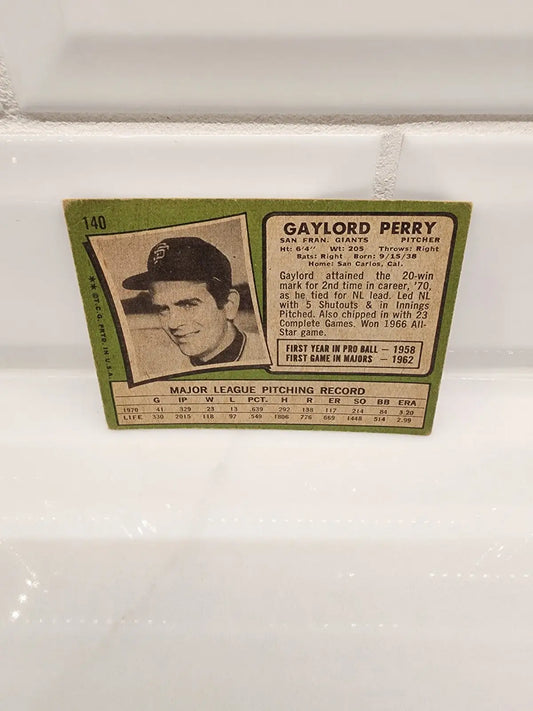 140
GAYLORD PERRY
SAN FRAN. GIANTS PITCHER
Ht: 6'4" Wt: 205 Throws: Right
Bats: Right Born: 9/15/38
Home: San Carlos, Cal.
Gaylord attained the 20-win
mark for 2nd time in career, '70,
as he tied for NL lead. Led NL
with 5 Shutouts & in Innings
Pitched. Also chipped in with 23
Complete Games. Won 1966 All-
Star game.
FIRST YEAR IN PRO BALL — 1958
FIRST GAME IN MAJORS — 1962
SF
** ©T.C.G. PRTD. IN U.S.A.
MAJOR LEAGUE PITCHING RECORD
G IP W L PCT. H R ER SO BB ERA
1970 41 329 23 13 .639 292 138 117 214 84 3.20
LIFE 330 2015 118 97 .549 1806 776 669 1448 514 2.99